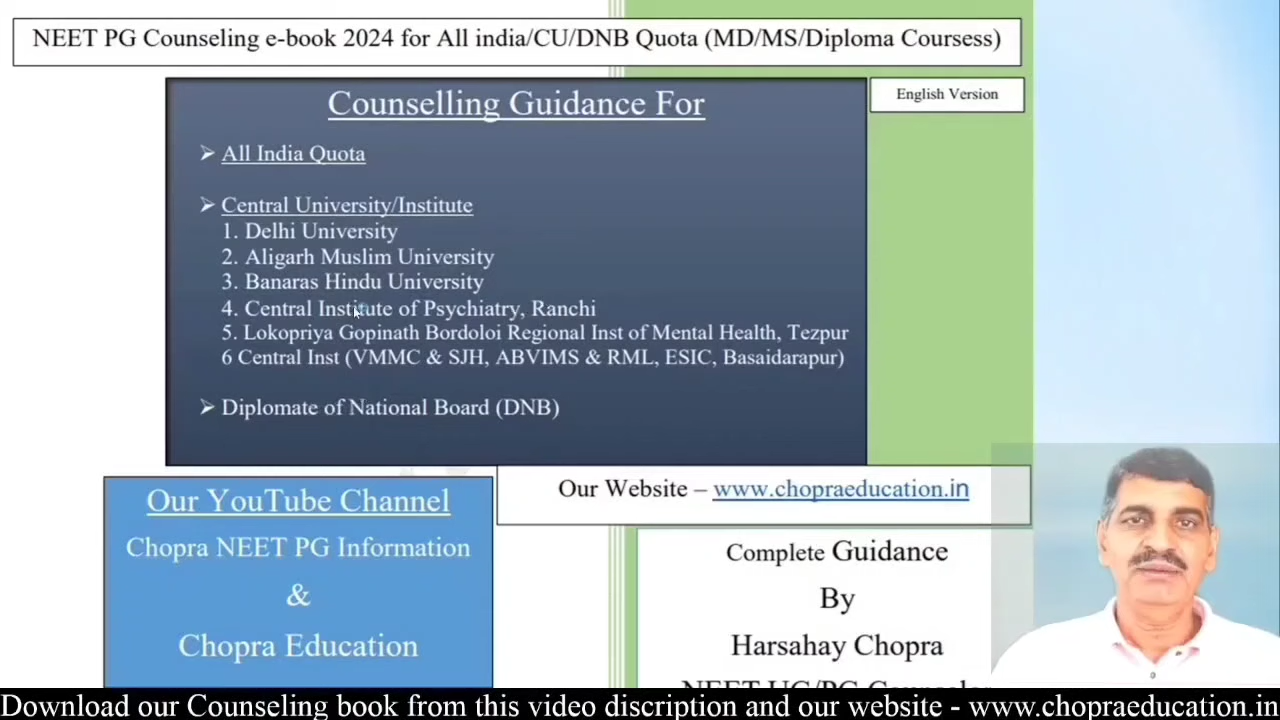 NEET PG Counseling e-book 2024 for All india/CU/DNB Quota (MD/MS/Diploma Coursess)
English Version
Counselling Guidance For
➢ All India Quota
➢ Central University/Institute
1. Delhi University
2. Aligarh Muslim University
3. Banaras Hindu University
4. Central Institute of Psychiatry, Ranchi
5. Lokopriya Gopinath Bordoloi Regional Inst of Mental Health, Tezpur
6 Central Inst (VMMC & SJH, ABVIMS & RML, ESIC, Basaidarapur)
➢ Diplomate of National Board (DNB)
Our Website – www.chopraeducation.in
Our YouTube Channel
Chopra NEET PG Information
&
Chopra Education
Complete Guidance
By
Harsahay Chopra
NEET UG/PG Counselor
Download our Counseling book from this video discription and our website - www.chopraeducation.in